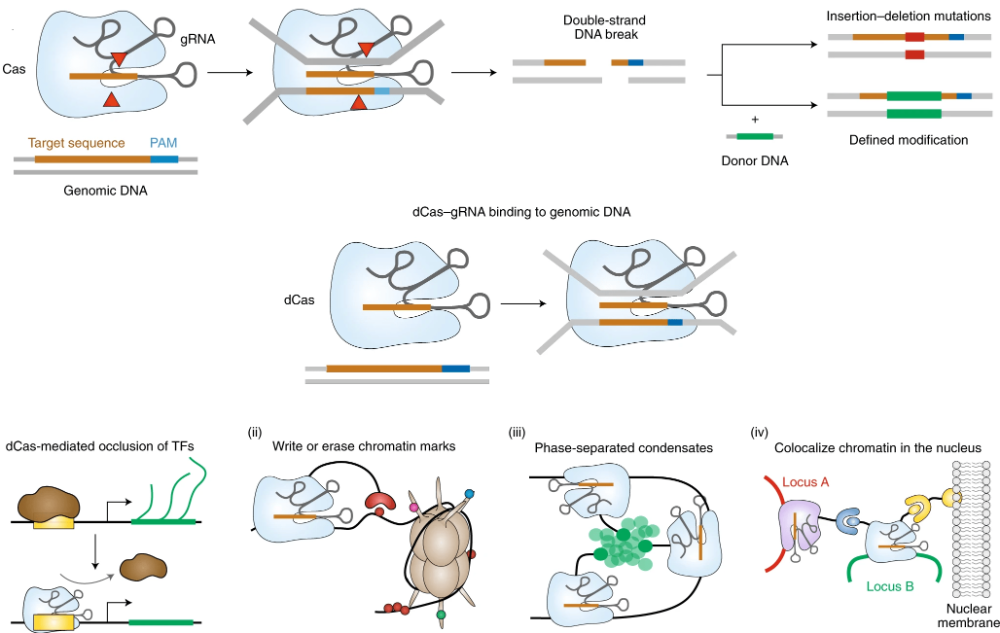 Cas
gRNA
Target sequence
PAM
Genomic DNA
Double-strand
DNA break
+
Donor DNA
Insertion–deletion mutations
Defined modification
dCas–gRNA binding to genomic DNA
dCas
dCas-mediated occlusion of TFs
(ii)
Write or erase chromatin marks
(iii)
Phase-separated condensates
(iv)
Colocalize chromatin in the nucleus
Locus A
Locus B
Nuclear
membrane